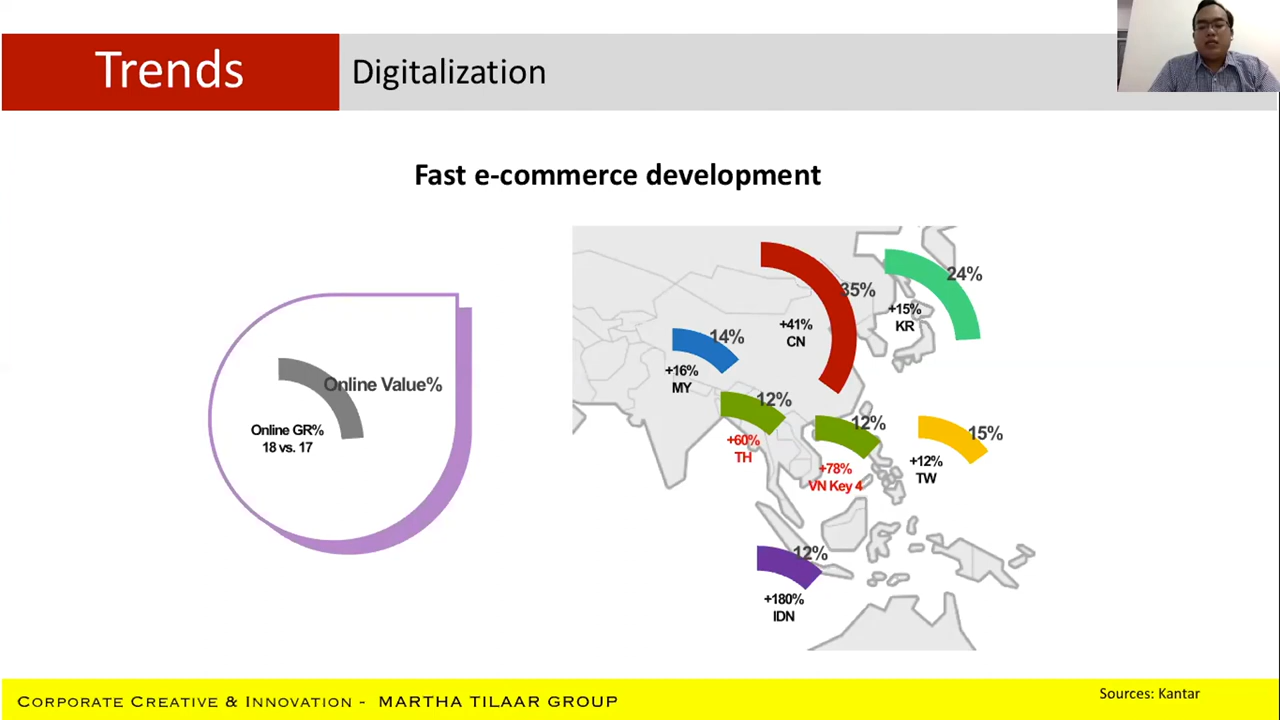 Trends
Digitalization
Fast e-commerce development
Online Value%
Online GR%
18 vs. 17
35%
+41%
CN
24%
+15%
KR
14%
+16%
MY
12%
+60%
TH
12%
+78%
VN Key 4
15%
+12%
TW
12%
+180%
IDN
CORPORATE CREATIVE & INNOVATION - MARTHA TILAAR GROUP
Sources: Kantar